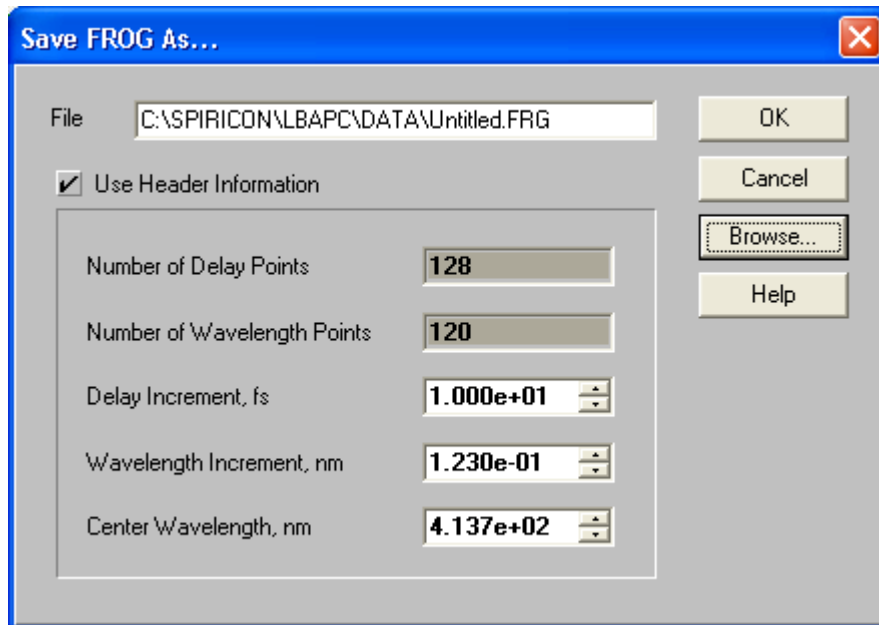 Save FROG As...
File C:\SPIRICON\LBAPC\DATA\Untitled.FRG OK
Use Header Information Cancel
Browse...
Number of Delay Points 128
Help
Number of Wavelength Points 120
Delay Increment, fs 1.000e+01
Wavelength Increment, nm 1.230e-01
Center Wavelength, nm 4.137e+02